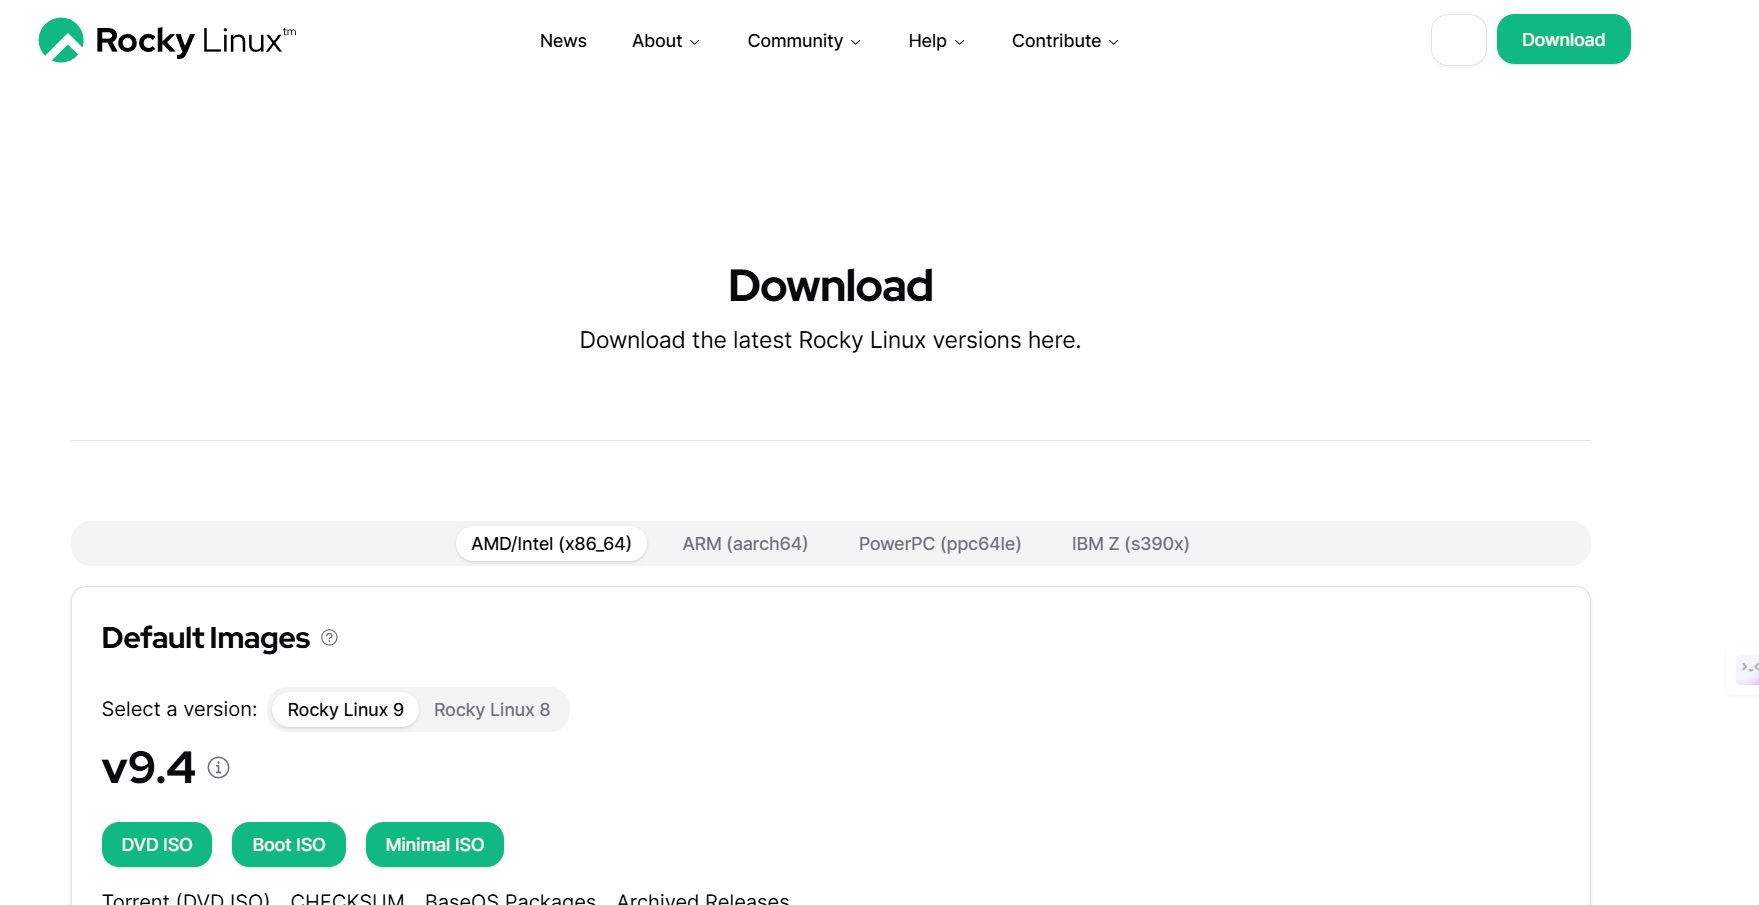 Rocky Linux™
News About Community Help Contribute Download
Download
Download the latest Rocky Linux versions here.
AMD/Intel (x86_64) ARM (aarch64) PowerPC (ppc64le) IBM Z (s390x)
Default Images
Select a version: Rocky Linux 9 Rocky Linux 8
v9.4
DVD ISO Boot ISO Minimal ISO
Torrent (DVD ISO) CHECKSUM BaseOS Packages Archived Releases